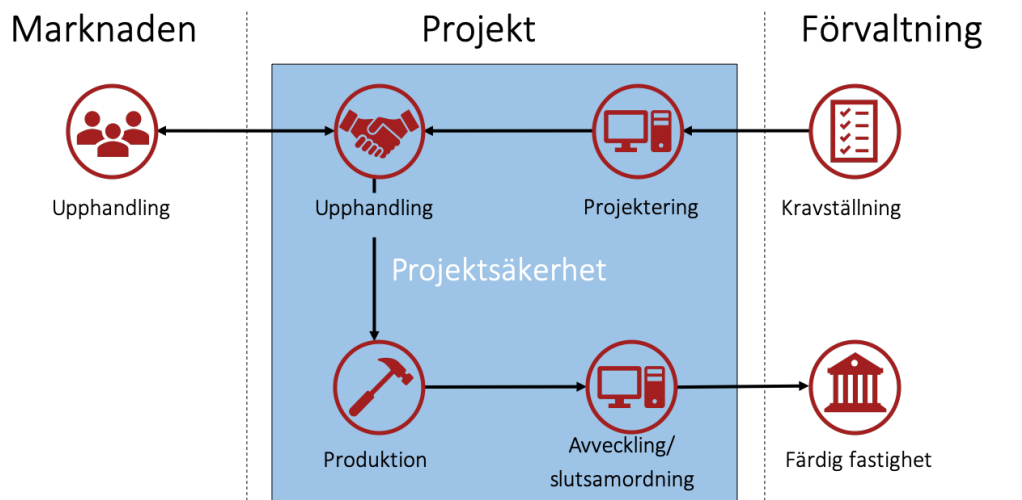 Marknaden
Projekt
Förvaltning
Upphandling
Upphandling
Projektering
Kravställning
Projektsäkerhet
Produktion
Avveckling/
slutsamordning
Färdig fastighet